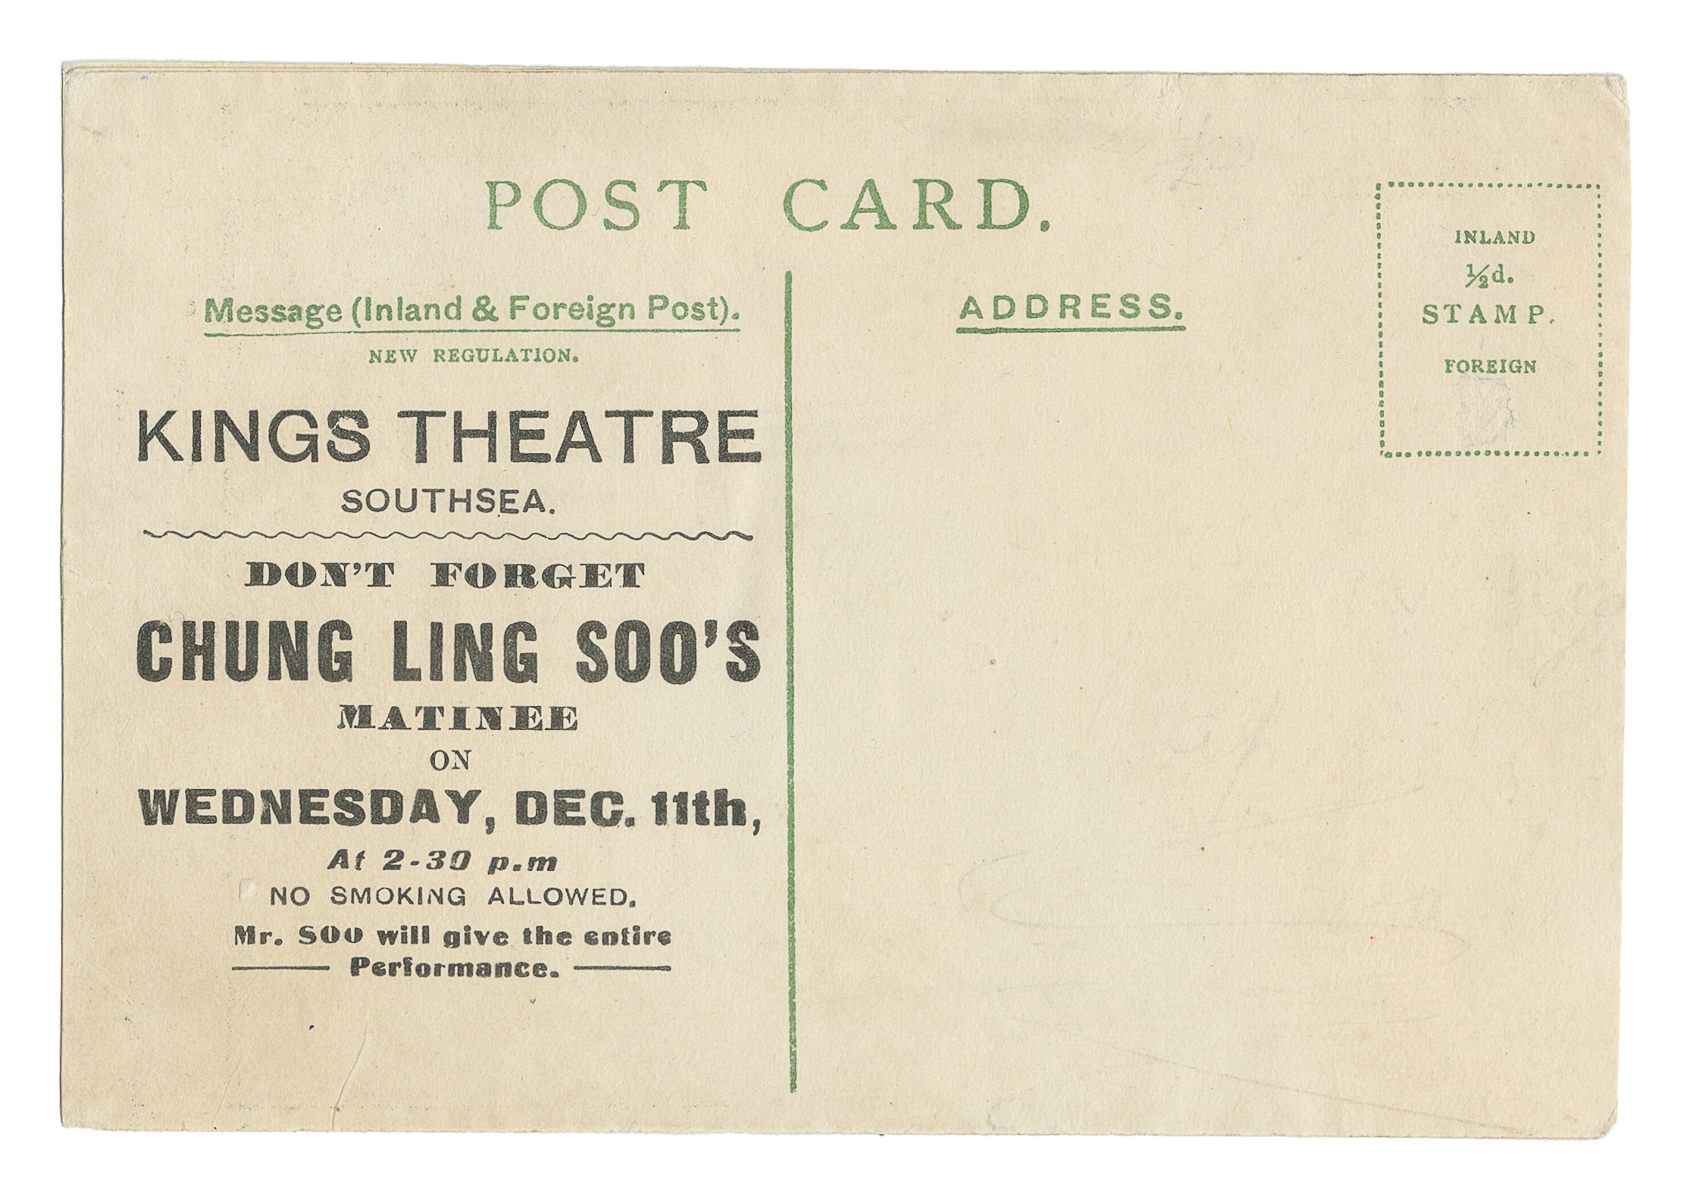 POST CARD.
Message (Inland & Foreign Post).
NEW REGULATION.
KINGS THEATRE
SOUTHSEA.
DON'T FORGET
CHUNG LING SOO'S
MATINEE
ON
WEDNESDAY, DEC. 11th,
At 2-30 p.m
NO SMOKING ALLOWED.
Mr. SOO will give the entire
Performance.
ADDRESS.
INLAND
½d.
STAMP.
FOREIGN